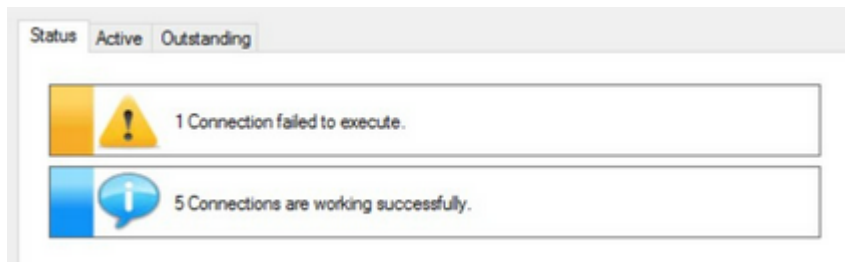 Status Active Outstanding
1 Connection failed to execute.
5 Connections are working successfully.